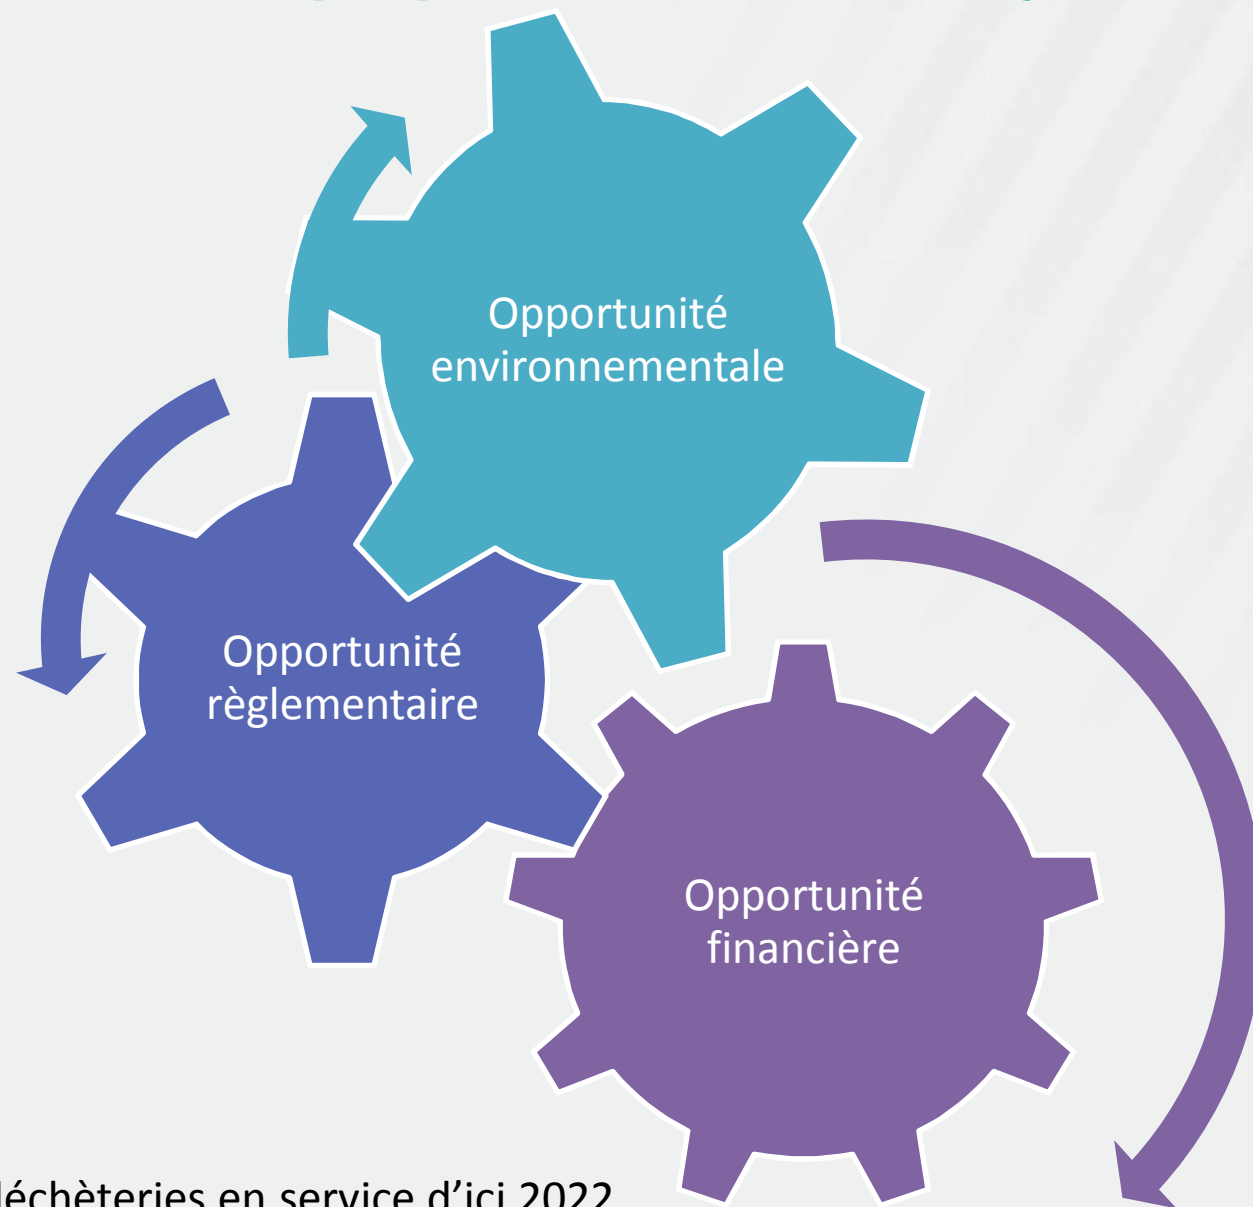 Opportunité
environnementale
Opportunité
règlementaire
Opportunité
financière
déchèteries en service d'ici 2022